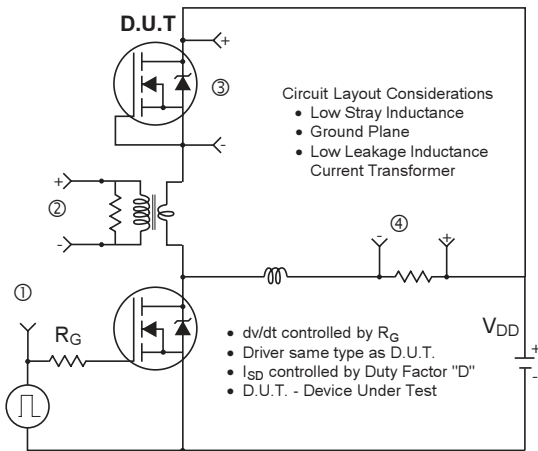 D.U.T
+
③
-
Circuit Layout Considerations
• Low Stray Inductance
• Ground Plane
• Low Leakage Inductance
Current Transformer
+
②
-
- ④ +
①
RG
• dv/dt controlled by RG
• Driver same type as D.U.T.
• ISD controlled by Duty Factor "D"
• D.U.T. - Device Under Test
VDD
+
-